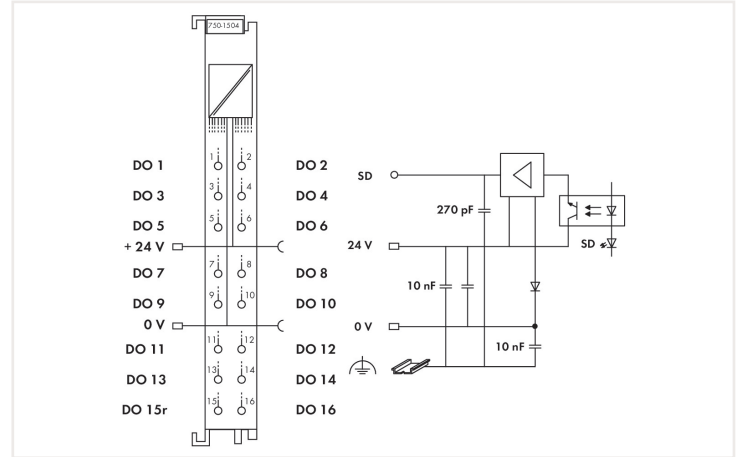 750-1504
DO 1 1 2 DO 2
DO 3 3 4 DO 4
DO 5 5 6 DO 6
+ 24 V
DO 7 7 8 DO 8
DO 9 9 10 DO 10
0 V
DO 11 11 12 DO 12
DO 13 13 14 DO 14
DO 15r 15 16 DO 16
SD
270 pF
SD
24 V
10 nF
0 V
10 nF